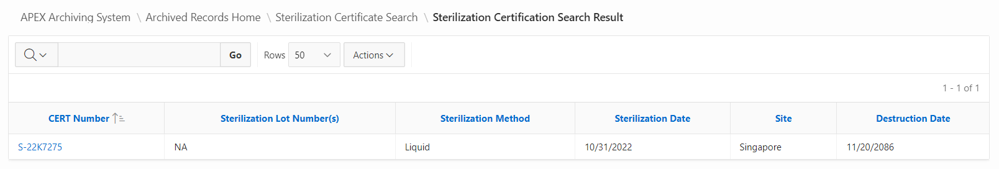 APEX Archiving System \ Archived Records Home \ Sterilization Certificate Search \ Sterilization Certification Search Result
Go Rows 50 Actions
1 - 1 of 1
CERT Number Sterilization Lot Number(s) Sterilization Method Sterilization Date Site Destruction Date
S-22K7275 NA Liquid 10/31/2022 Singapore 11/20/2086